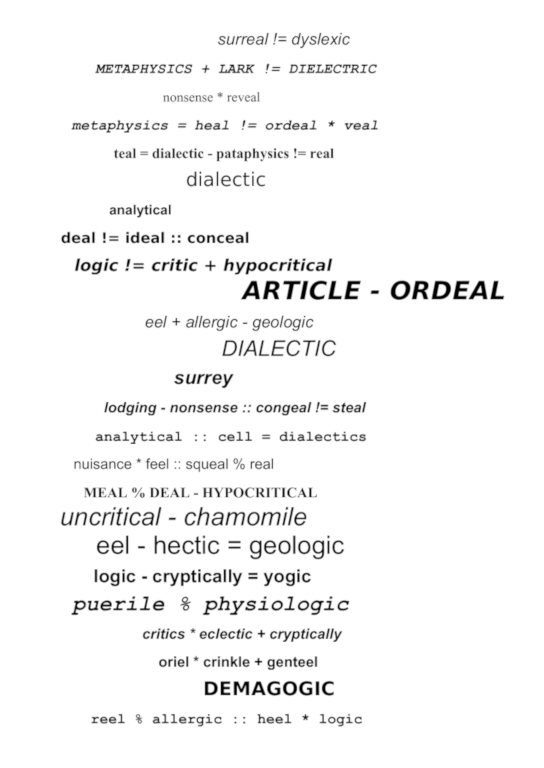 surreal != dyslexic
METAPHYSICS + LARK != DIELECTRIC
nonsense * reveal
metaphysics = heal != ordeal * veal
teal = dialectic - pataphysics != real
dialectic
analytical
deal != ideal :: conceal
logic != critic + hypocritical
ARTICLE - ORDEAL
eel + allergic - geologic
DIALECTIC
surrey
lodging - nonsense :: congeal != steal
analytical :: cell = dialectics
nuisance * feel :: squeal % real
MEAL % DEAL - HYPOCRITICAL
uncritical - chamomile
eel - hectic = geologic
logic - cryptically = yogic
puerile % physiologic
critics * eclectic + cryptically
oriel * crinkle + genteel
DEMAGOGIC
reel % allergic :: heel * logic